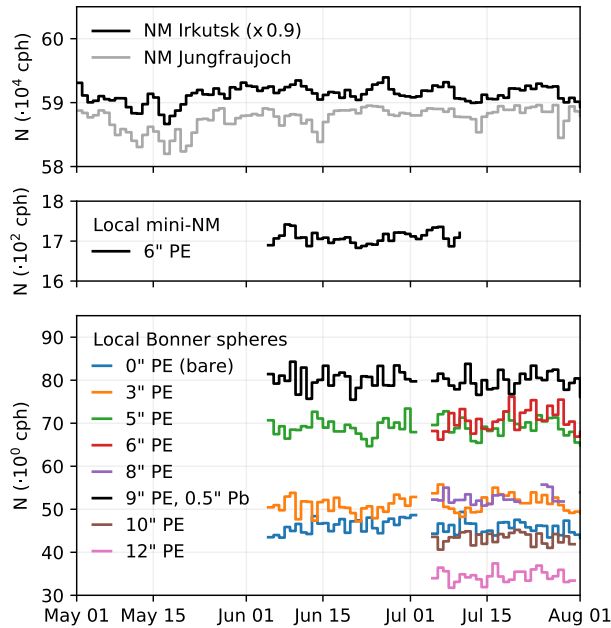 60
NM Irkutsk (x 0.9)
NM Jungfraujoch
59
N (·10⁴ cph)
58
18
Local mini-NM
17
6" PE
N (·10² cph)
16
90
Local Bonner spheres
0" PE (bare)
80
3" PE
5" PE
70
6" PE
N (·10⁰ cph)
60
8" PE
9" PE, 0.5" Pb
50
10" PE
40
12" PE
30
May 01 May 15 Jun 01 Jun 15 Jul 01 Jul 15 Aug 01